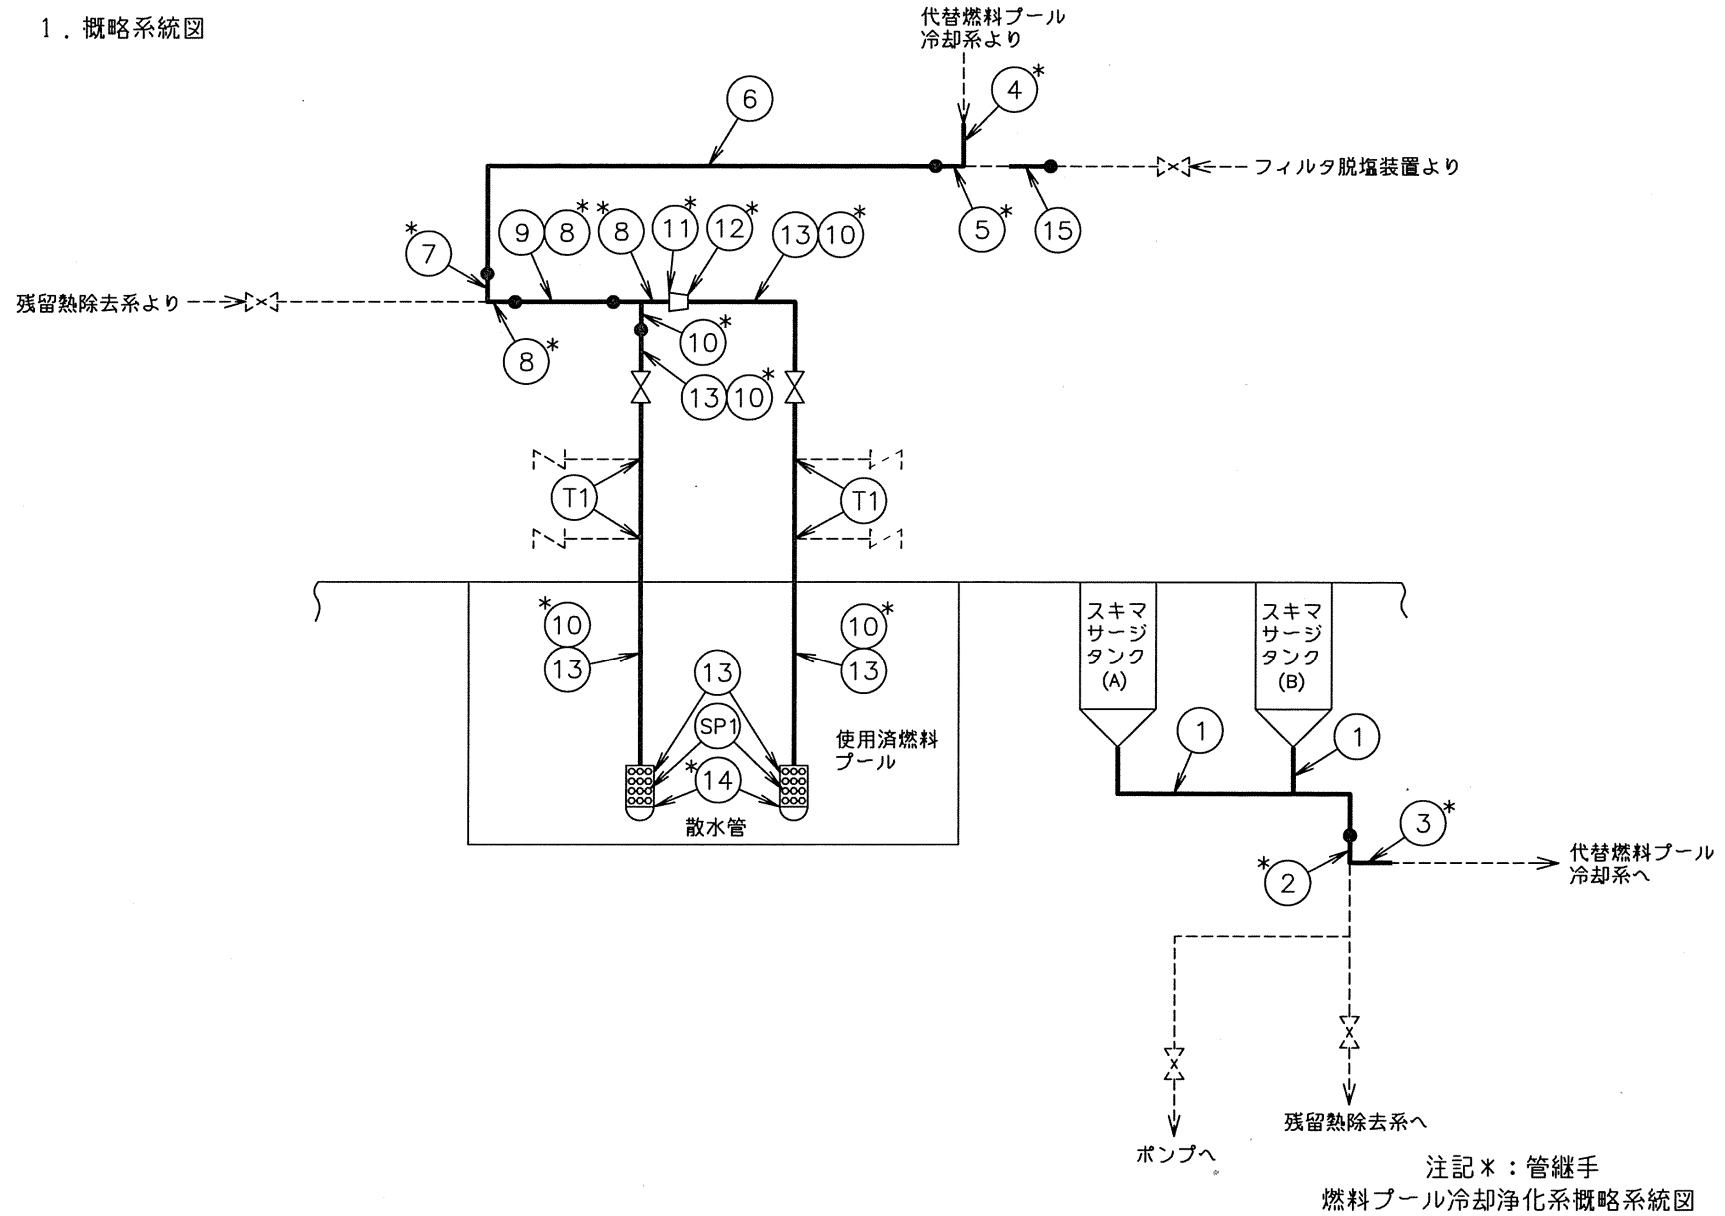 1．概略系統図
代替燃料プール
冷却系より
4*
6
フィルタ脱塩装置より
5*
15
9 8*
*8
11*
12*
13 10*
*7
残留熱除去系より
8*
10*
13 10*
T1
T1
*10
13
10*
13
13
SP1
*14
使用済燃料
プール
散水管
スキマ
サージ
タンク
(A)
スキマ
サージ
タンク
(B)
1
1
3*
*2
代替燃料プール
冷却系へ
残留熱除去系へ
ポンプへ
注記*：管継手
燃料プール冷却浄化系概略系統図